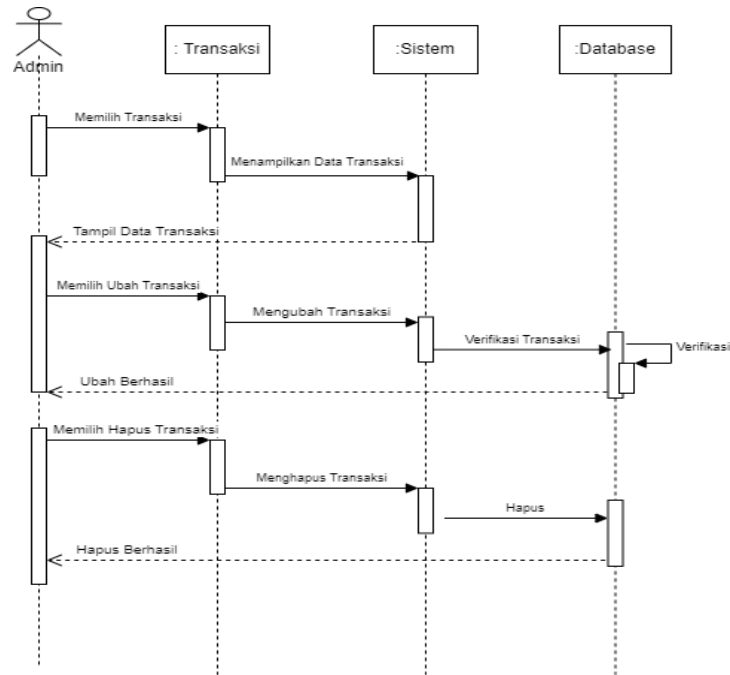 Admin
: Transaksi
:Sistem
:Database
Memilih Transaksi
Menampilkan Data Transaksi
Tampil Data Transaksi
Memilih Ubah Transaksi
Mengubah Transaksi
Verifikasi Transaksi
Verifikasi
Ubah Berhasil
Memilih Hapus Transaksi
Menghapus Transaksi
Hapus
Hapus Berhasil